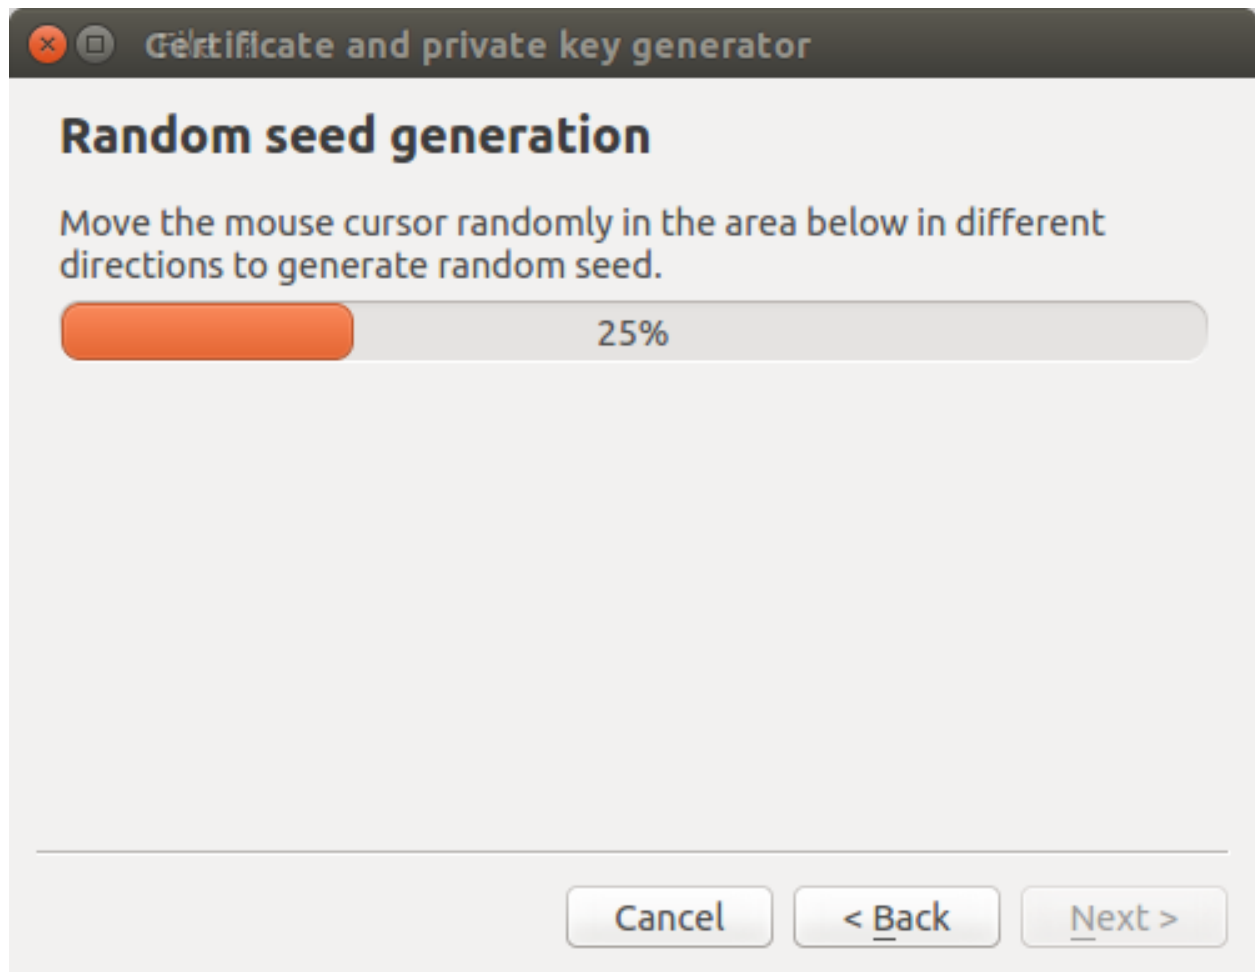 Certificate and private key generator
Random seed generation
Move the mouse cursor randomly in the area below in different
directions to generate random seed.
25%
Cancel
< Back
Next >